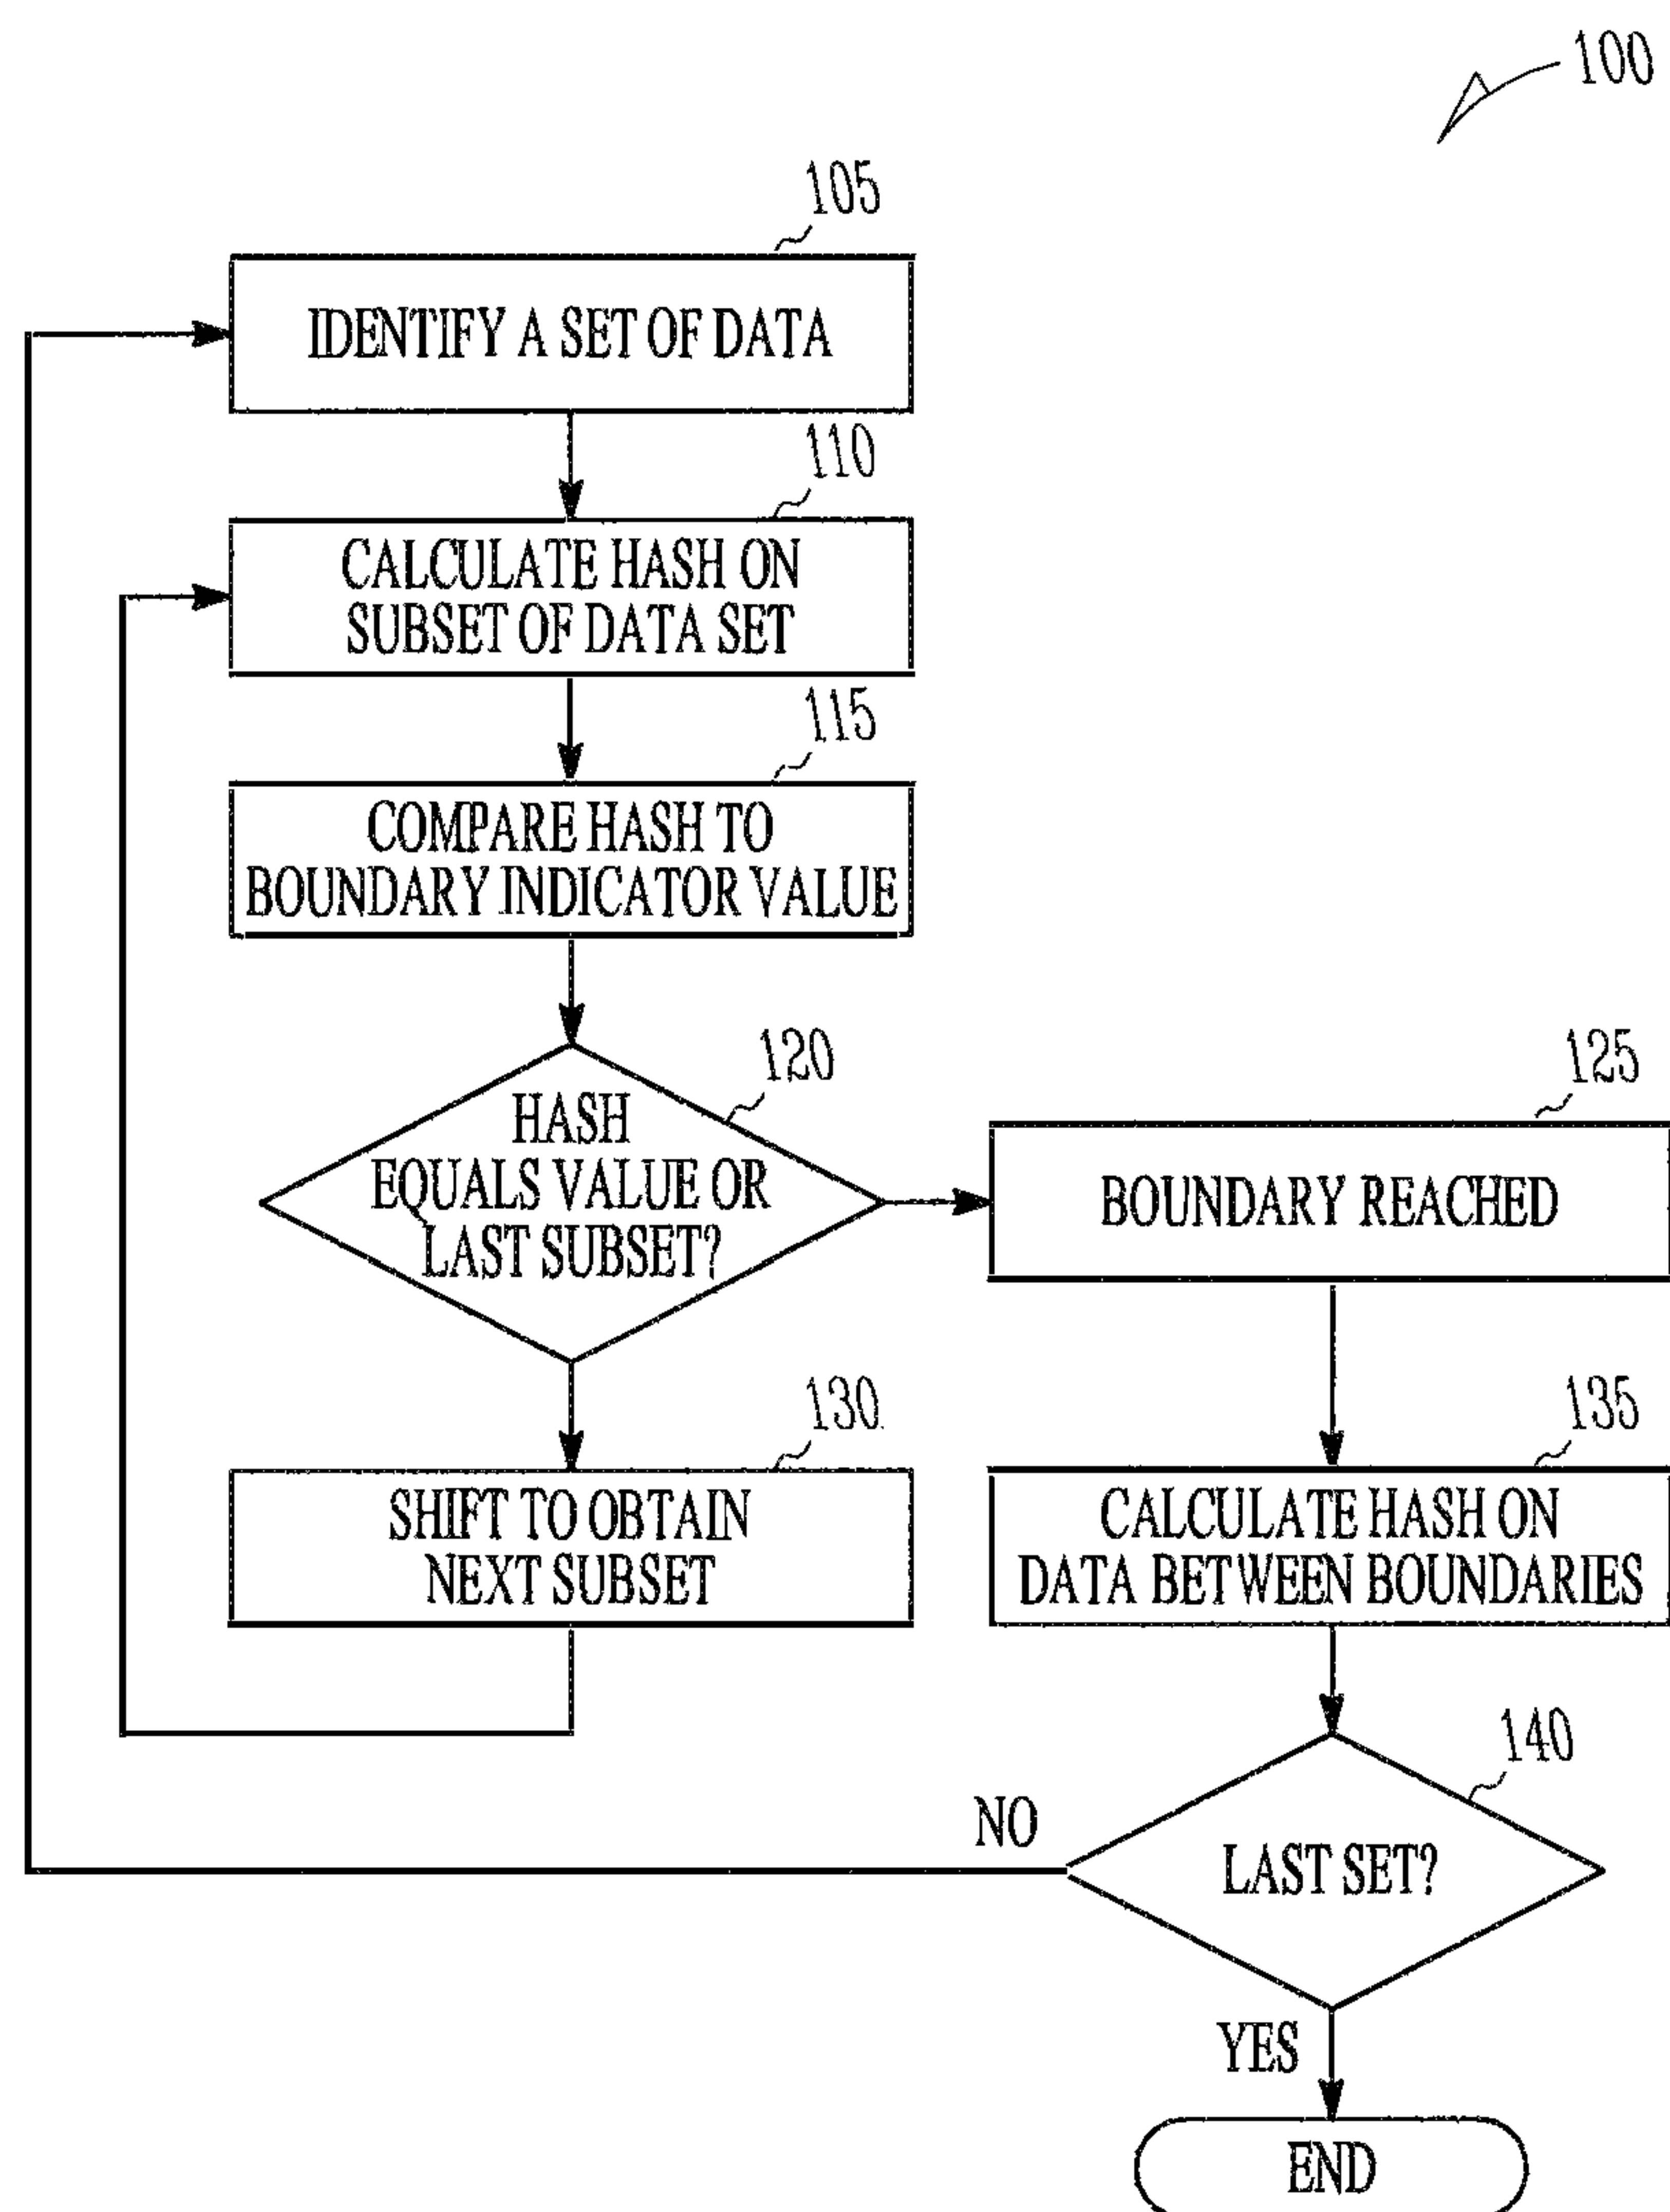 100
105
IDENTIFY A SET OF DATA
110
CALCULATE HASH ON
SUBSET OF DATA SET
115
COMPARE HASH TO
BOUNDARY INDICATOR VALUE
120
HASH
EQUALS VALUE OR
LAST SUBSET?
125
BOUNDARY REACHED
130
SHIFT TO OBTAIN
NEXT SUBSET
135
CALCULATE HASH ON
DATA BETWEEN BOUNDARIES
140
NO
LAST SET?
YES
END